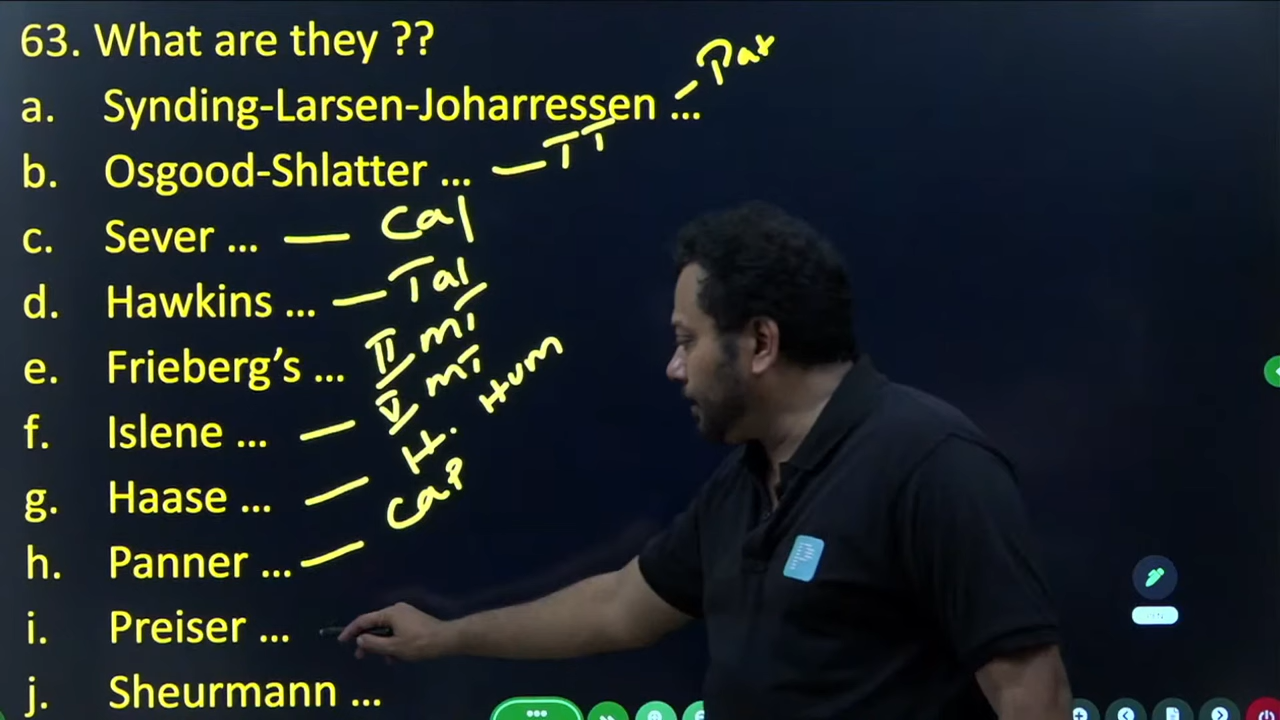 63. What are they ??
a. Synding-Larsen-Joharressen ... – Pat
b. Osgood-Shlatter ... — TT
c. Sever ... — Cal
d. Hawkins ... — Tal
e. Frieberg's ... II MT
f. Islene ... — V MT
g. Haase ... — H. Hum
h. Panner ... — Cap
i. Preiser ...
j. Sheurmann ...